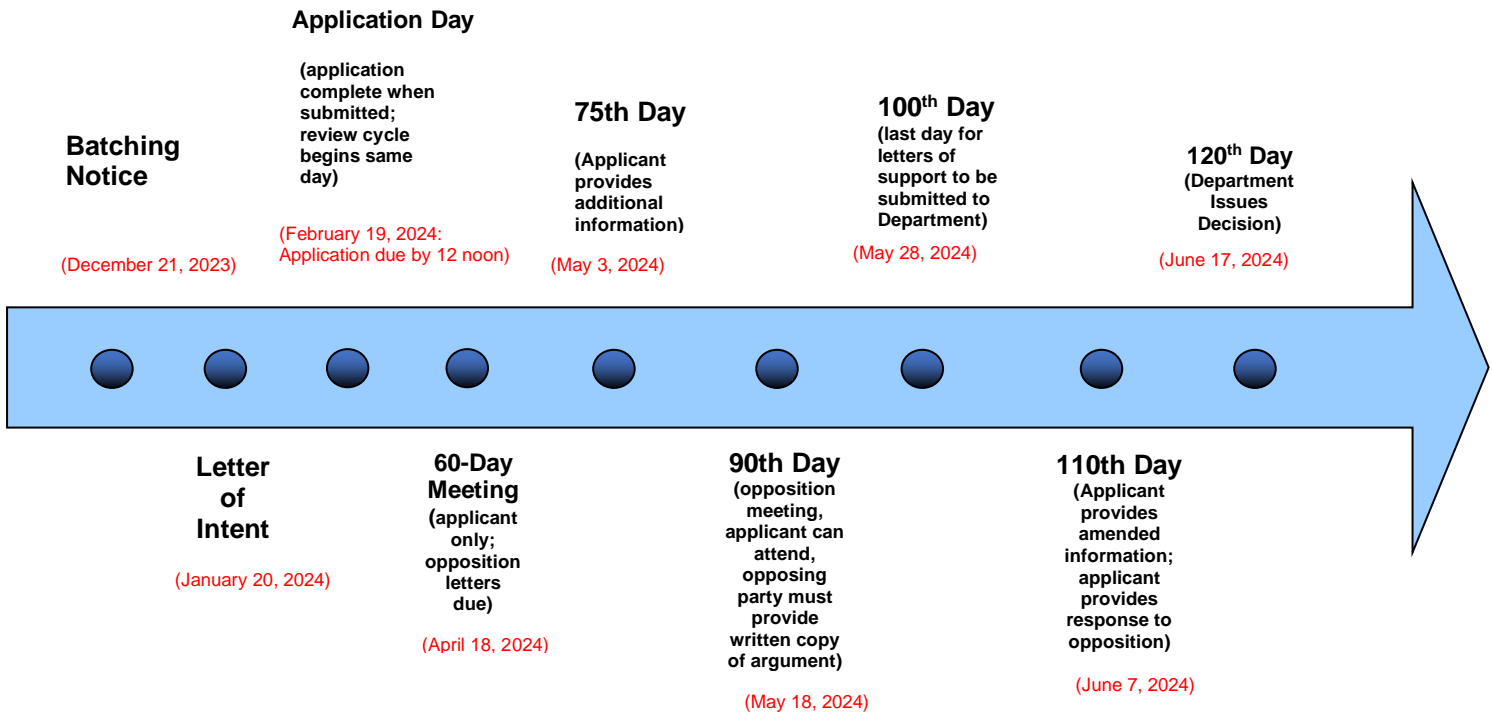 Application Day
(application
complete when
submitted;
review cycle
begins same
day)
(February 19, 2024:
Application due by 12 noon)
Batching
Notice
(December 21, 2023)
75th Day
(Applicant
provides
additional
information)
(May 3, 2024)
100th Day
(last day for
letters of
support to be
submitted to
Department)
(May 28, 2024)
120th Day
(Department
Issues
Decision)
(June 17, 2024)
Letter
of
Intent
(January 20, 2024)
60-Day
Meeting
(applicant
only;
opposition
letters
due)
(April 18, 2024)
90th Day
(opposition
meeting,
applicant can
attend,
opposing
party must
provide
written copy
of argument)
(May 18, 2024)
110th Day
(Applicant
provides
amended
information;
applicant
provides
response to
opposition)
(June 7, 2024)